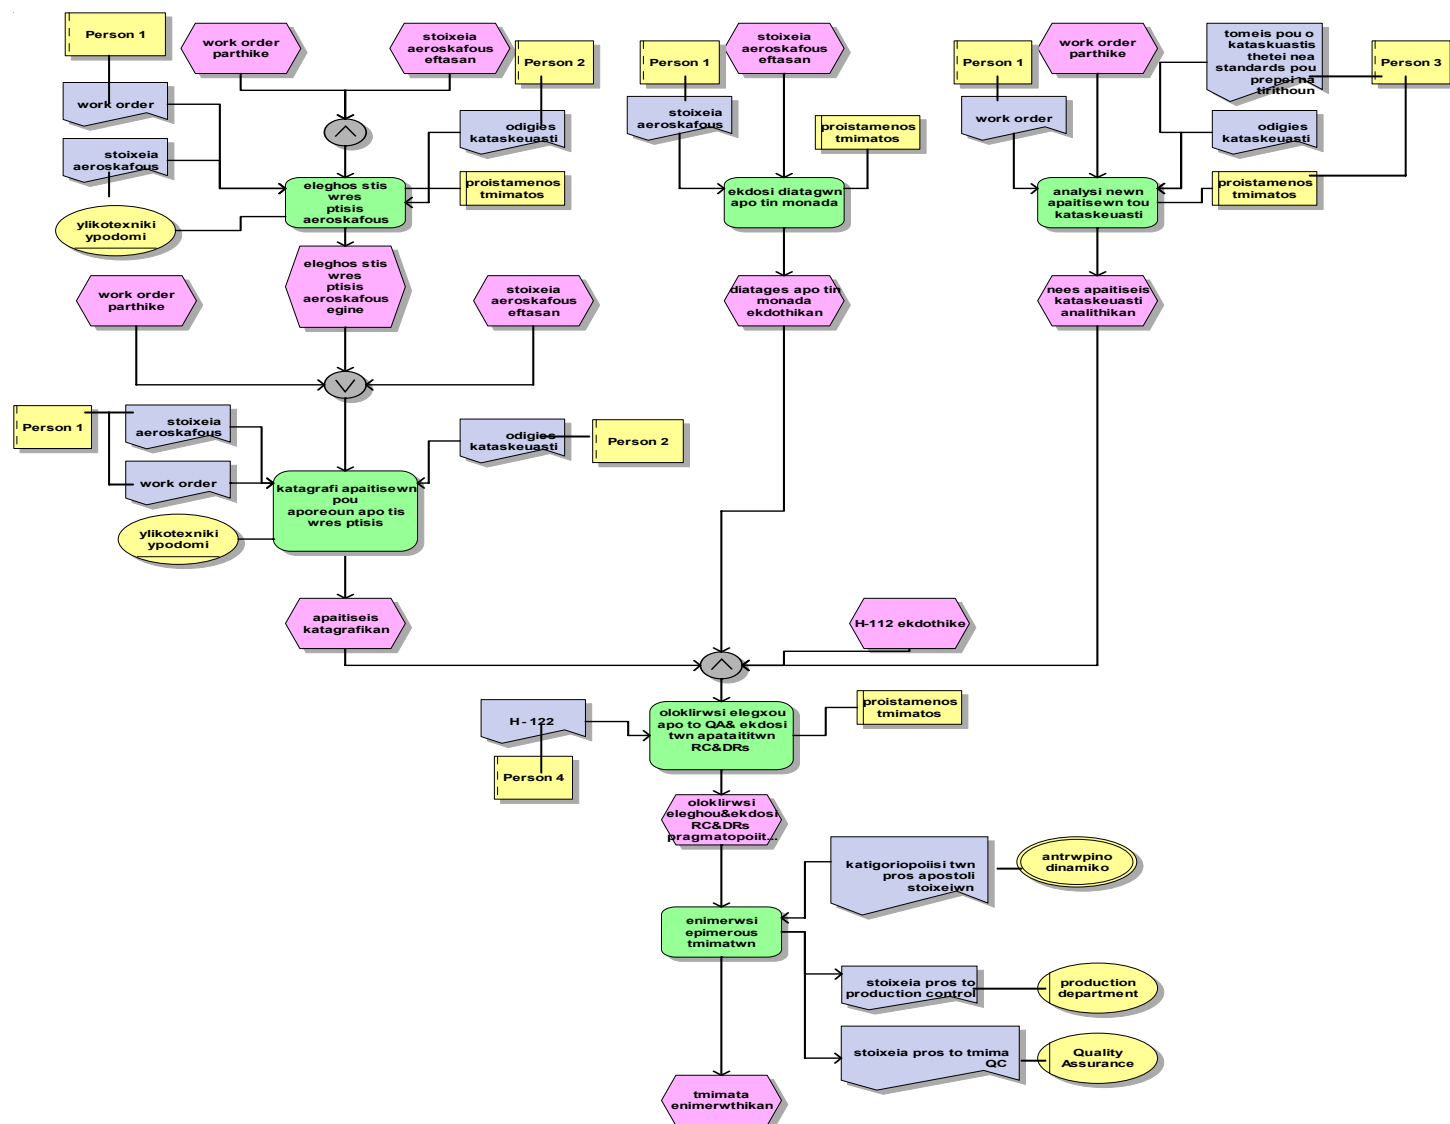 Person 1
work order
parthike
stoixeia
aeroskafous
eftasan
Person 2
work order
stoixeia
aeroskafous
odigies
kataskeuasti
eleghos stis
wres
ptisis
aeroskafous
proistamenos
tmimatos
ylikotexniki
ypodomi
eleghos stis
wres
ptisis
aeroskafous
egine
work order
parthike
stoixeia
aeroskafous
eftasan
Person 1
stoixeia
aeroskafous
work order
odigies
kataskeuasti
Person 2
katagrafi apaitisewn
pou
aporeoun apo tis
wres ptisis
ylikotexniki
ypodomi
apaitiseis
katagrafikan
Person 1
stoixeia
aeroskafous
eftasan
stoixeia
aeroskafous
proistamenos
tmimatos
ekdosi diatagwn
apo tin monada
diatages apo tin
monada
ekdothikan
Person 1
work order
parthike
tomeis pou o
kataskuastis
thetei nea
standards pou
prepei na
tirithoun
Person 3
work order
odigies
kataskeuasti
analysi newn
apaitisewn tou
kataskeuasti
proistamenos
tmimatos
nees apaitiseis
kataskeuasti
analithikan
H-112 ekdothike
H - 122
Person 4
oloklirwsi elegxou
apo to QA& ekdosi
twn apataititwn
RC&DRs
proistamenos
tmimatos
oloklirwsi
eleghou&ekdosi
RC&DRs
pragmatopoiit...
katigoriopoiisi twn
pros apostoli
stoixeiwn
antrwpino
dinamiko
enimerwsi
epimerous
tmimatwn
stoixeia pros to
production control
production
department
stoixeia pros to tmima
QC
Quality
Assurance
tmimata
enimerwthikan